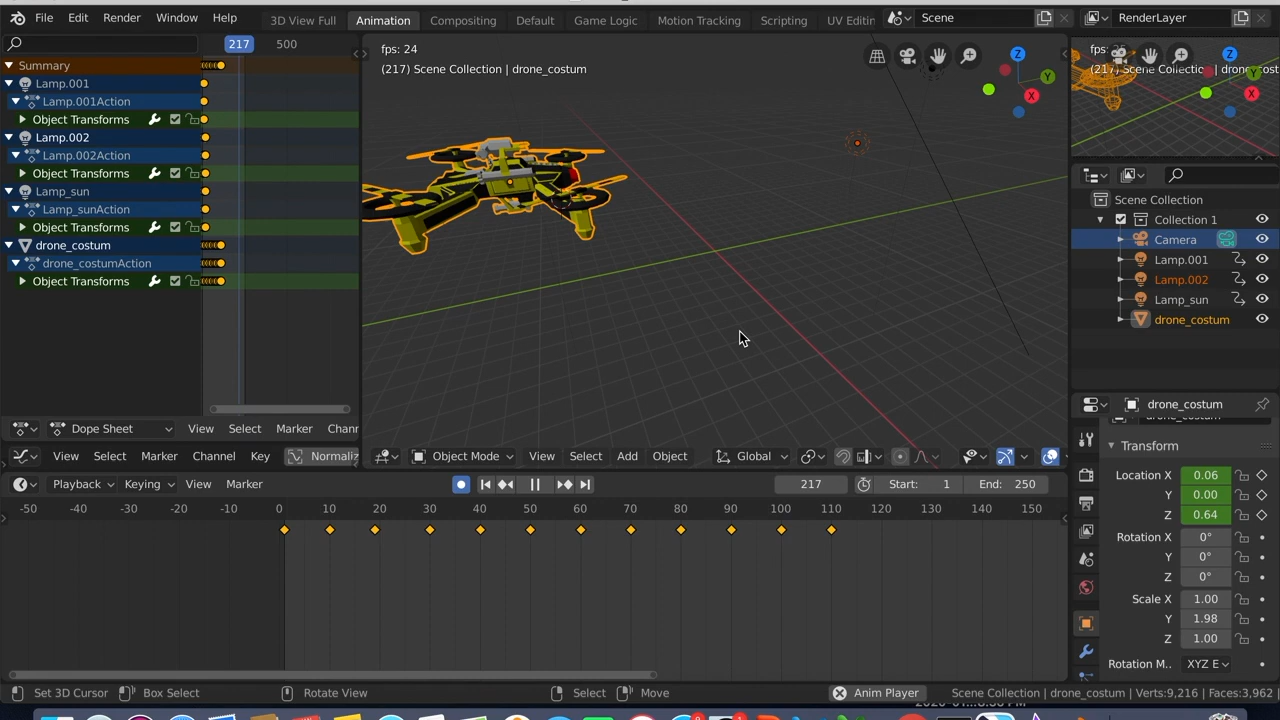 File Edit Render Window Help 3D View Full Animation Compositing Default Game Logic Motion Tracking Scripting UV Editin Scene RenderLayer
217 500
Summary
Lamp.001
Lamp.001Action
Object Transforms
Lamp.002
Lamp.002Action
Object Transforms
Lamp_sun
Lamp_sunAction
Object Transforms
drone_costum
drone_costumAction
Object Transforms
fps: 24
(217) Scene Collection | drone_costum
Z
Y
X
fps:
(217) Scene Collectic | drone_cost
Z
Y
X
Scene Collection
Collection 1
Camera
Lamp.001
Lamp.002
Lamp_sun
drone_costum
Dope Sheet View Select Marker Chann
View Select Marker Channel Key Normaliz
Object Mode View Select Add Object Global
drone_costum
Transform
Location X 0.06
Y 0.00
Z 0.64
Rotation X 0°
Y 0°
Z 0°
Scale X 1.00
Y 1.98
Z 1.00
Rotation M.. XYZ E
Playback Keying View Marker 217 Start: 1 End: 250
-50 -40 -30 -20 -10 0 10 20 30 40 50 60 70 80 90 100 110 120 130 140 150
Set 3D Cursor Box Select Rotate View Select Move Anim Player Scene Collection | drone_costum | Verts:9,216 | Faces:3,962